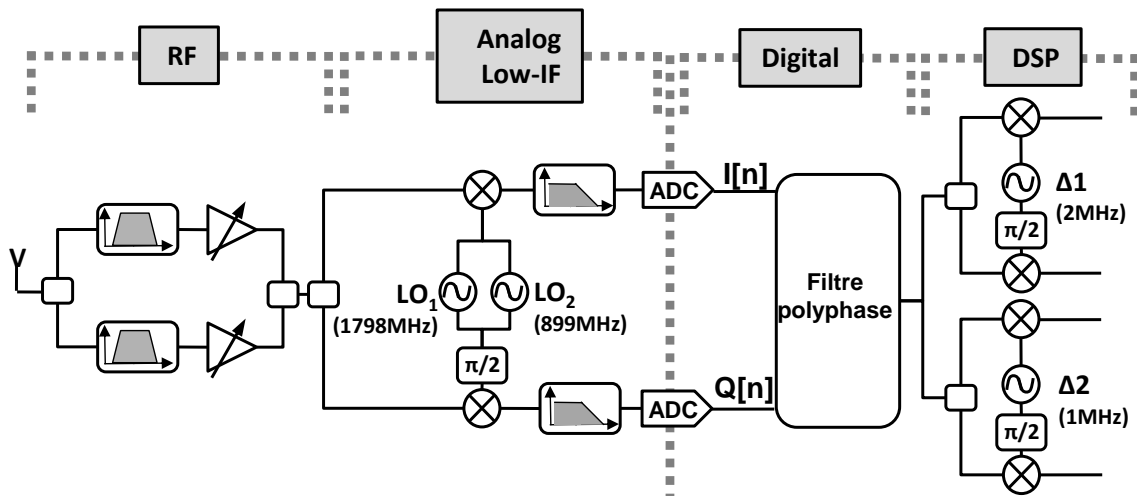 RF
Analog
Low-IF
Digital
DSP
V
LO1
(1798MHz)
LO2
(899MHz)
π/2
ADC
I[n]
ADC
Q[n]
Filtre
polyphase
Δ1
(2MHz)
π/2
Δ2
(1MHz)
π/2